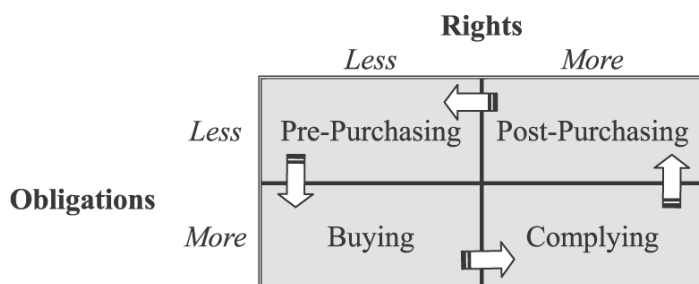 Rights
Less More
Less Pre-Purchasing Post-Purchasing
Obligations
More Buying Complying